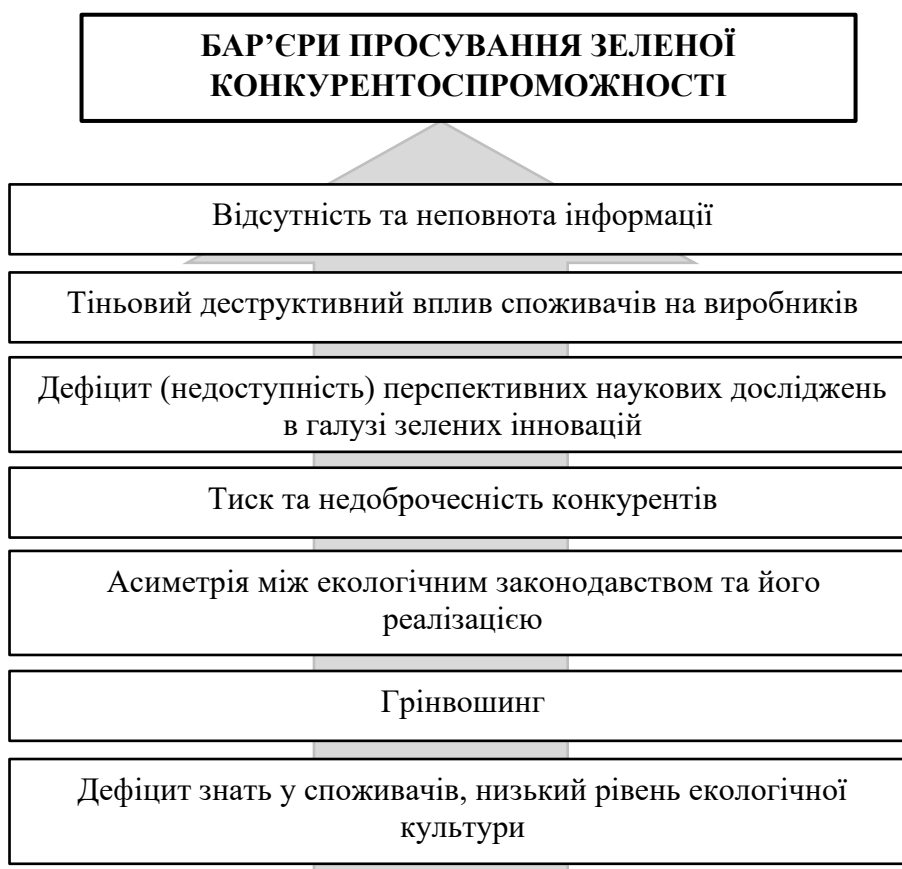 БАР’ЄРИ ПРОСУВАННЯ ЗЕЛЕНОЇ
КОНКУРЕНТОСПРОМОЖНОСТІ
Відсутність та неповнота інформації
Тіньовий деструктивний вплив споживачів на виробників
Дефіцит (недоступність) перспективних наукових досліджень
в галузі зелених інновацій
Тиск та недоброчесність конкурентів
Асиметрія між екологічним законодавством та його
реалізацією
Грінвошинг
Дефіцит знать у споживачів, низький рівень екологічної
культури